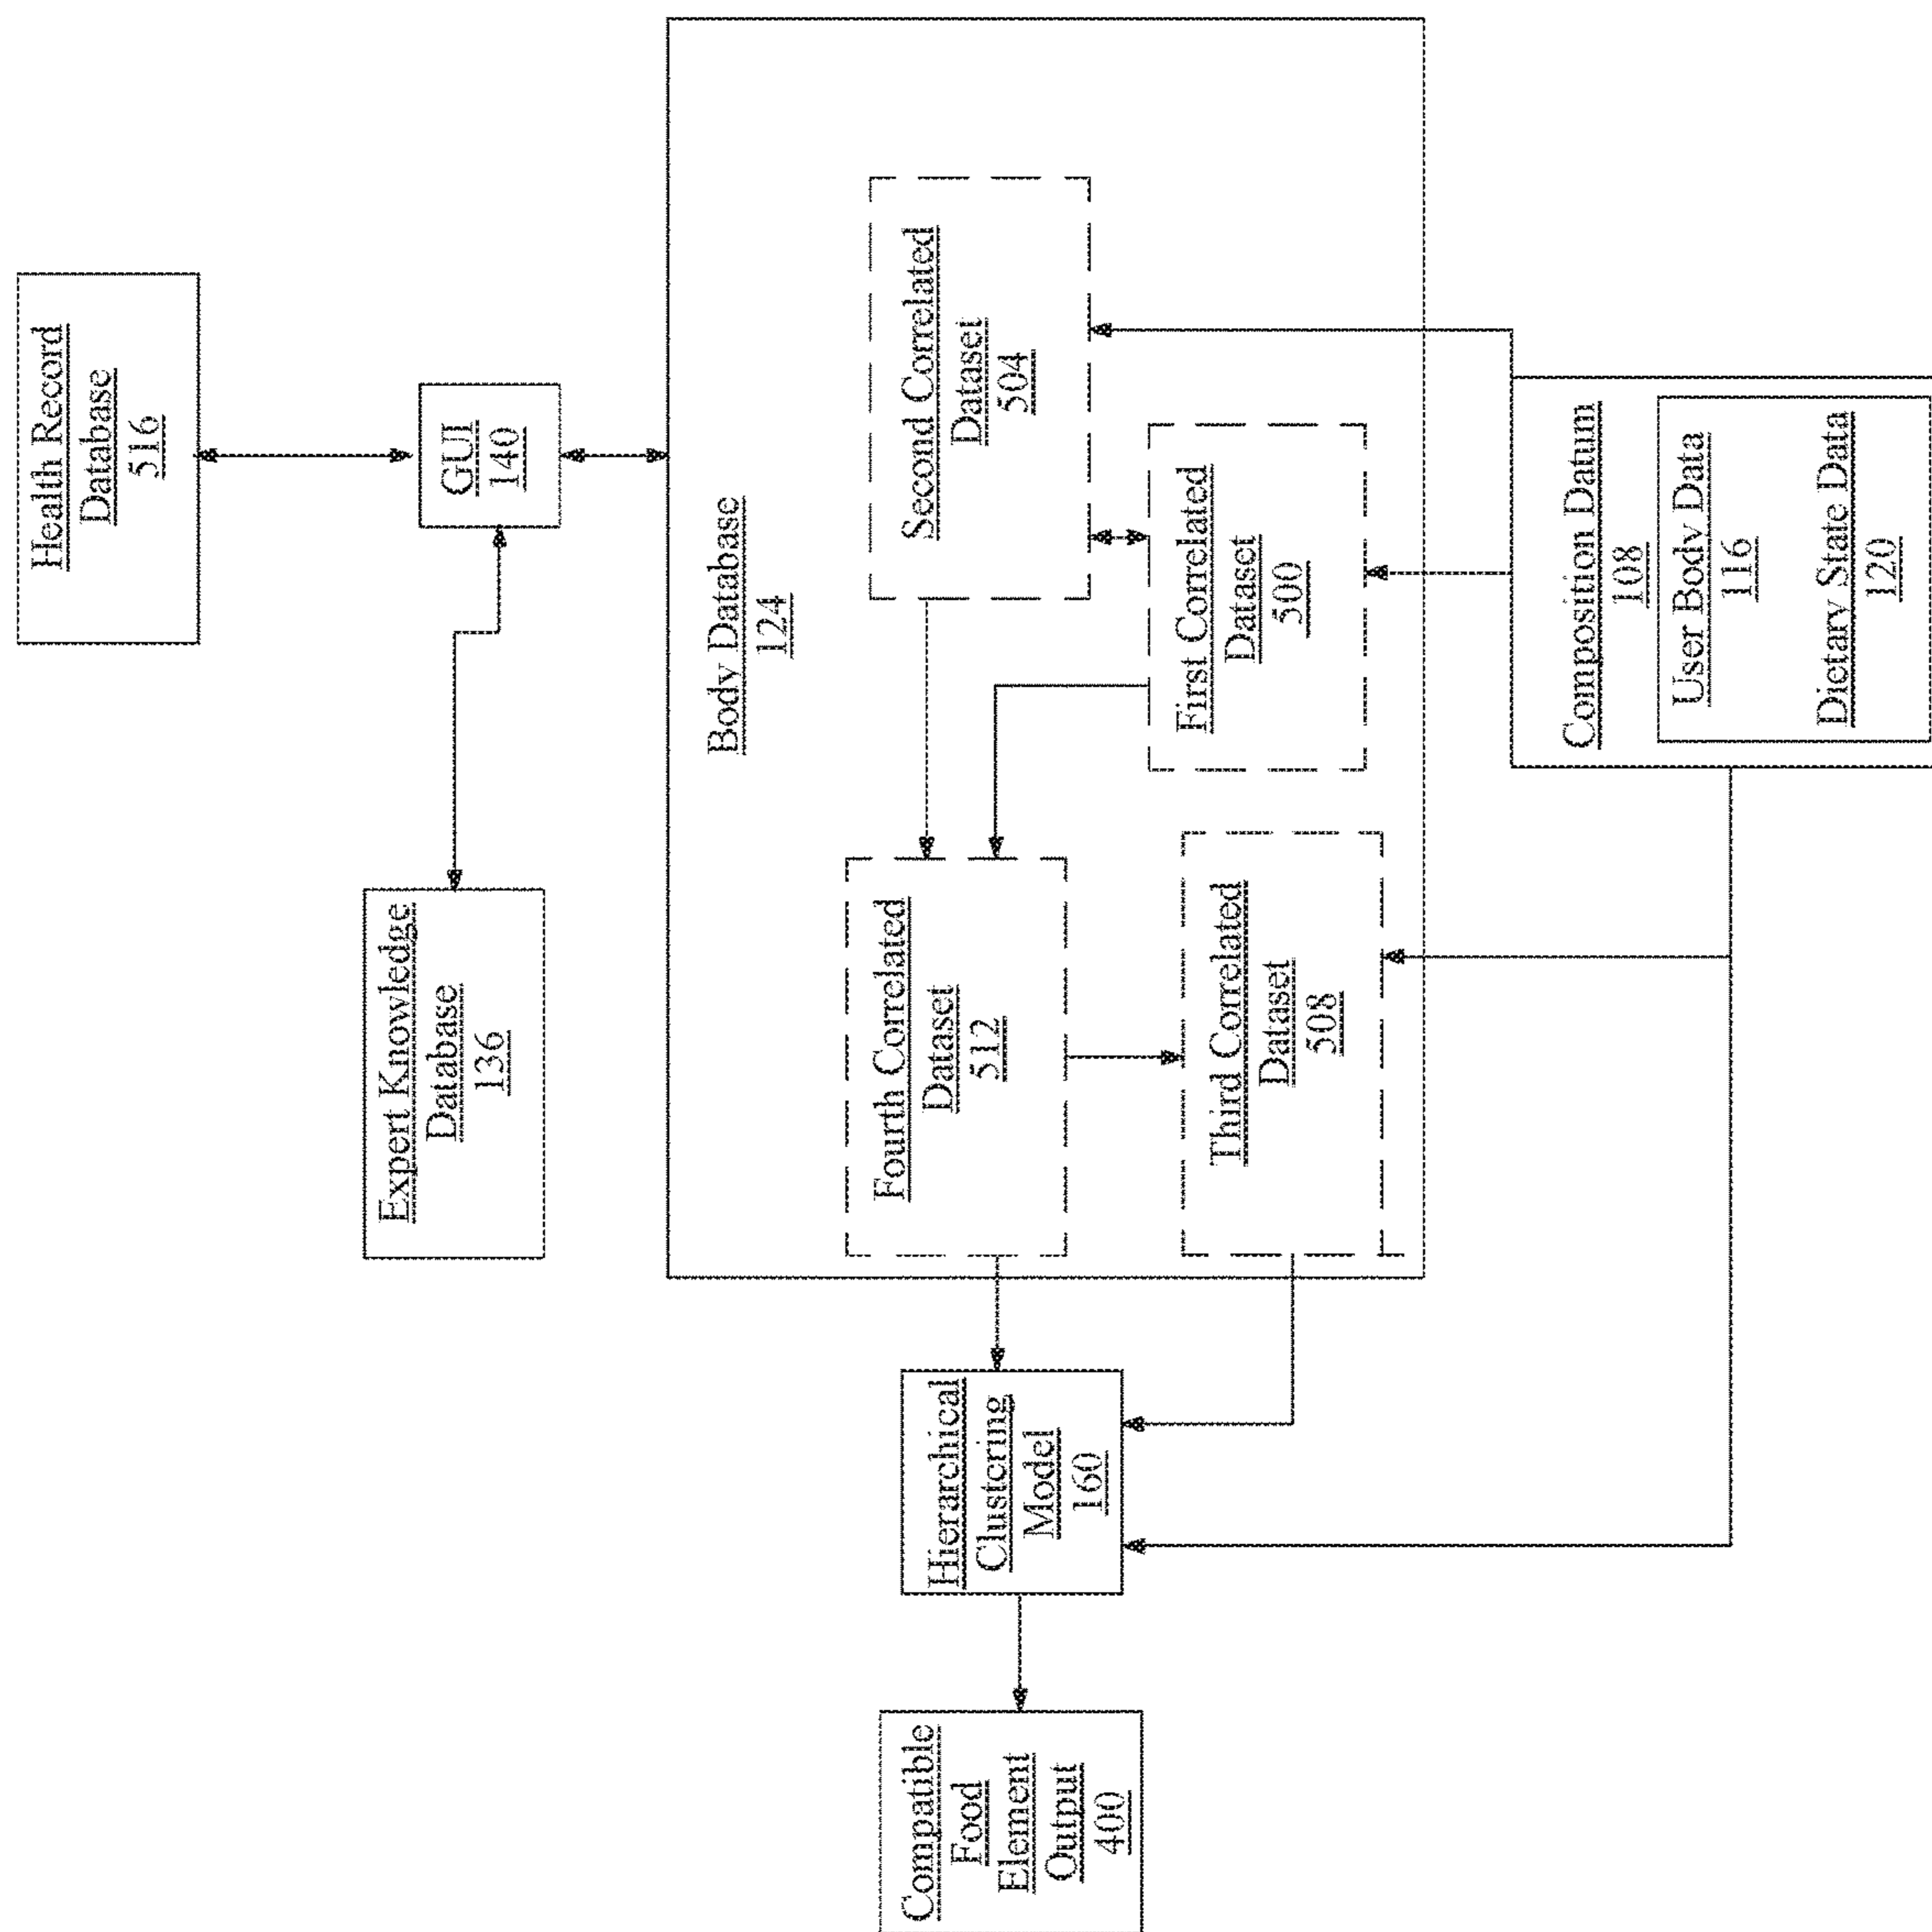 Health Record
Database
516
Expert Knowledge
Database
136
GUI
140
Body Database
124
Second Correlated
Dataset
504
First Correlated
Dataset
500
Fourth Correlated
Dataset
512
Third Correlated
Dataset
508
Composition Datum
108
User Body Data
116
Dietary State Data
120
Hierarchical
Clustering
Model
160
Compatible
Food
Element
Output
400